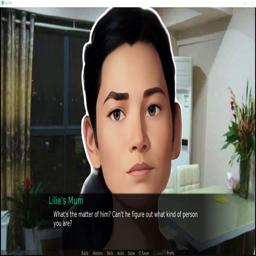 Lilie's Mum
What's the matter of him? Can't he figure out what kind of person
you are?
Back History Skip Auto Save Q.Save Prefs